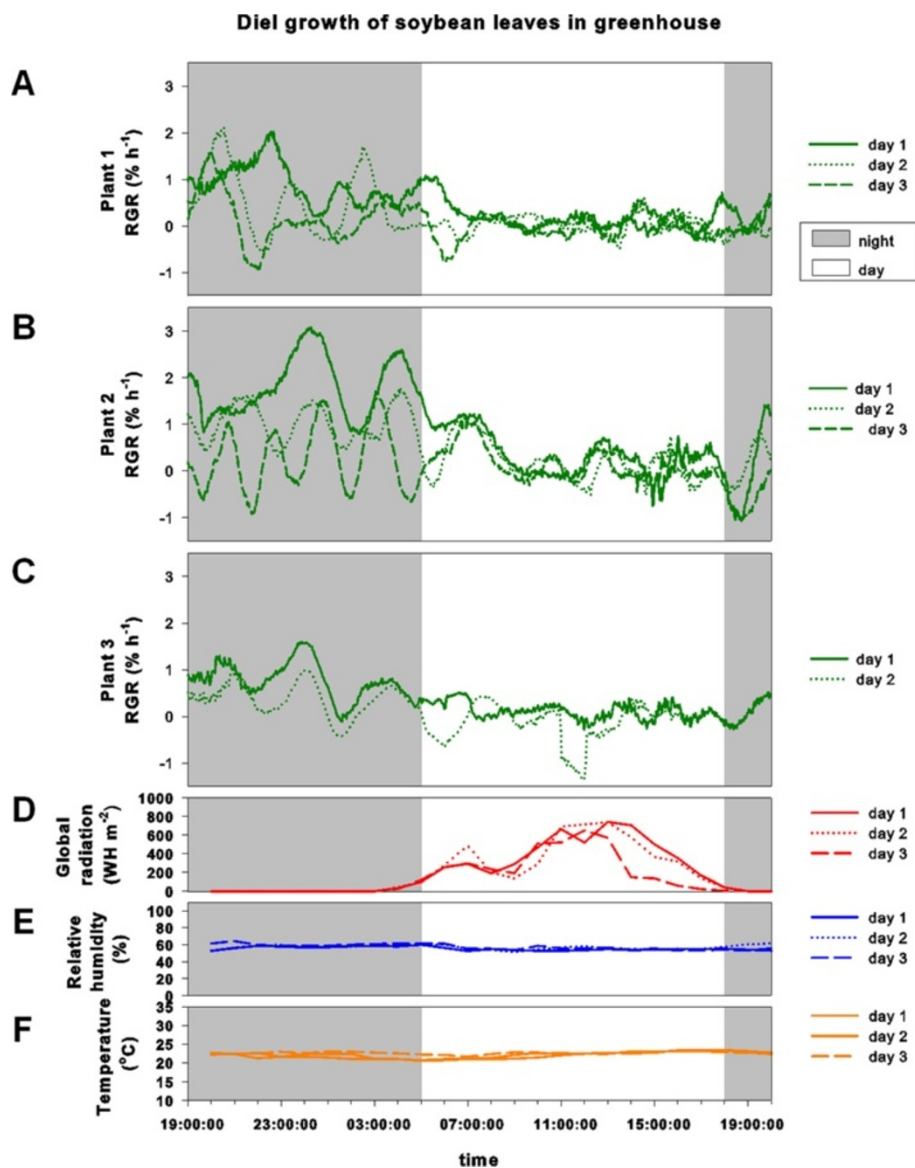 Diel growth of soybean leaves in greenhouse
A
Plant 1
RGR (% h⁻¹)
3
2
1
0
-1
day 1
day 2
day 3
night
day
B
Plant 2
RGR (% h⁻¹)
3
2
1
0
-1
day 1
day 2
day 3
C
Plant 3
RGR (% h⁻¹)
3
2
1
0
-1
day 1
day 2
D
Global
radiation
(WH m⁻²)
1000
800
600
400
200
0
day 1
day 2
day 3
E
Relative
humidity
(%)
100
80
60
40
20
0
day 1
day 2
day 3
F
Temperature
(°C)
35
30
25
20
15
10
day 1
day 2
day 3
19:00:00 23:00:00 03:00:00 07:00:00 11:00:00 15:00:00 19:00:00
time